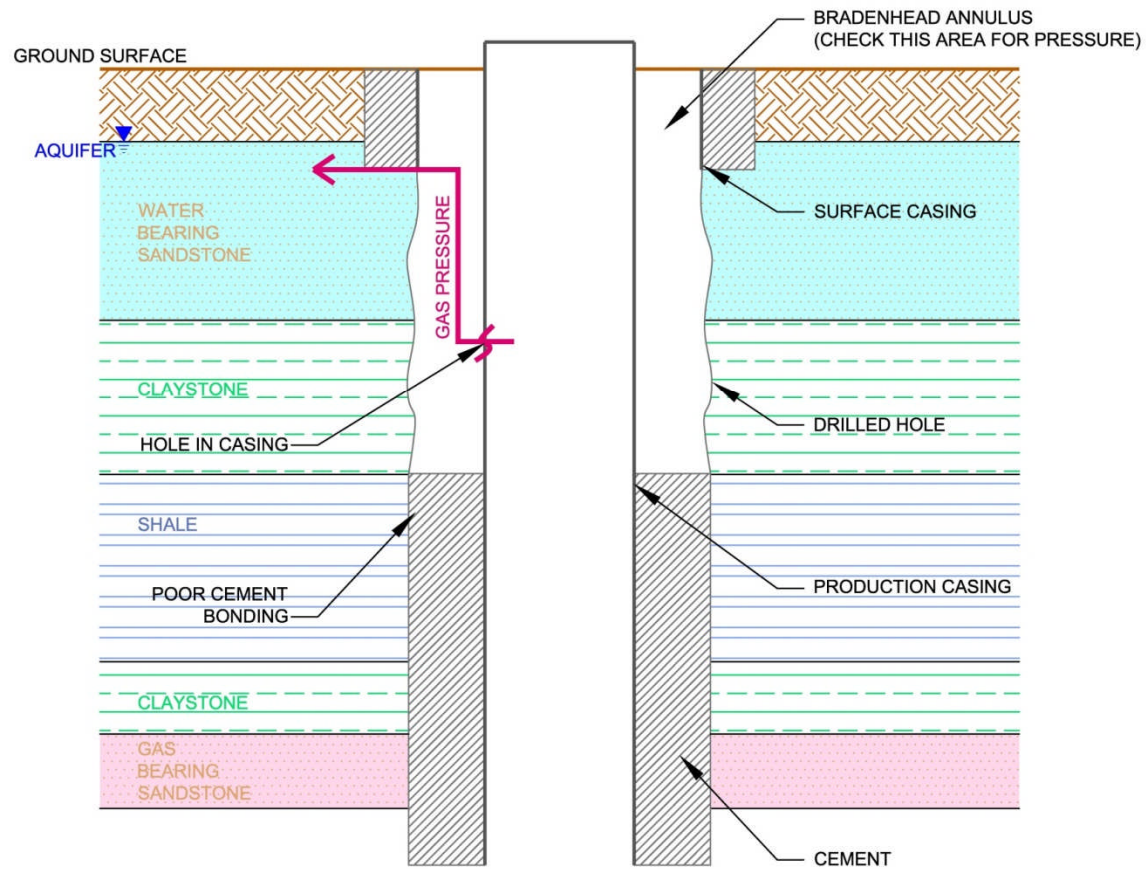 BRADENHEAD ANNULUS
(CHECK THIS AREA FOR PRESSURE)
GROUND SURFACE
AQUIFER
WATER
BEARING
SANDSTONE
GAS PRESSURE
SURFACE CASING
CLAYSTONE
HOLE IN CASING
DRILLED HOLE
SHALE
POOR CEMENT
BONDING
PRODUCTION CASING
CLAYSTONE
GAS
BEARING
SANDSTONE
CEMENT